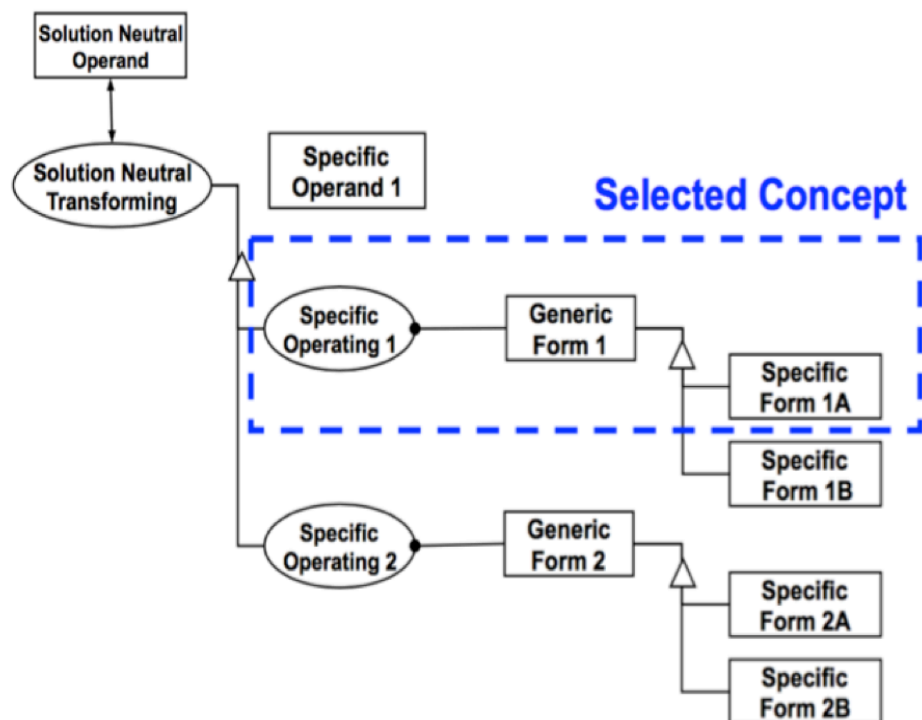 Solution Neutral
Operand
Solution Neutral
Transforming
Specific
Operand 1
Selected Concept
Specific
Operating 1
Generic
Form 1
Specific
Form 1A
Specific
Form 1B
Specific
Operating 2
Generic
Form 2
Specific
Form 2A
Specific
Form 2B